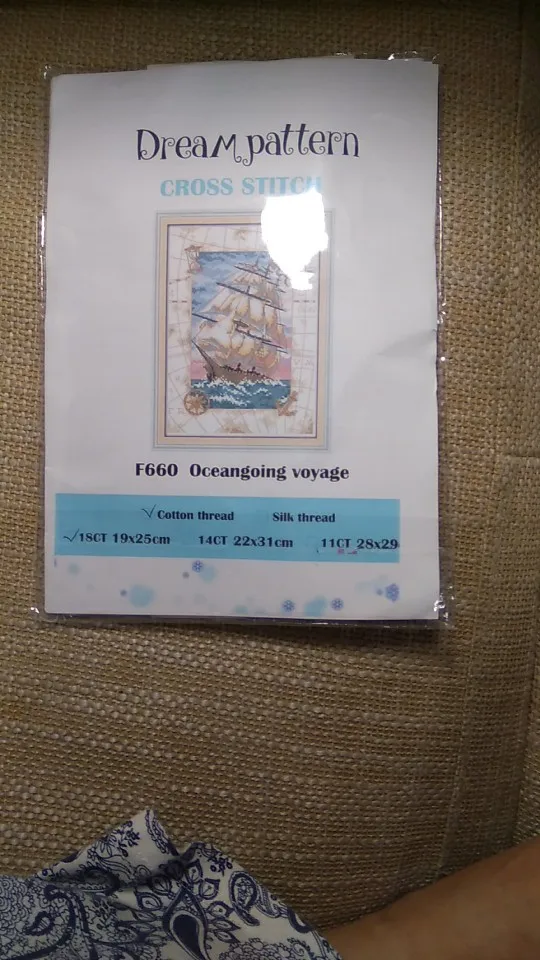 Dream pattern
CROSS STITCH
F660 Oceangoing voyage
Cotton thread Silk thread
18CT 19x25cm 14CT 22x31cm 11CT 28x29